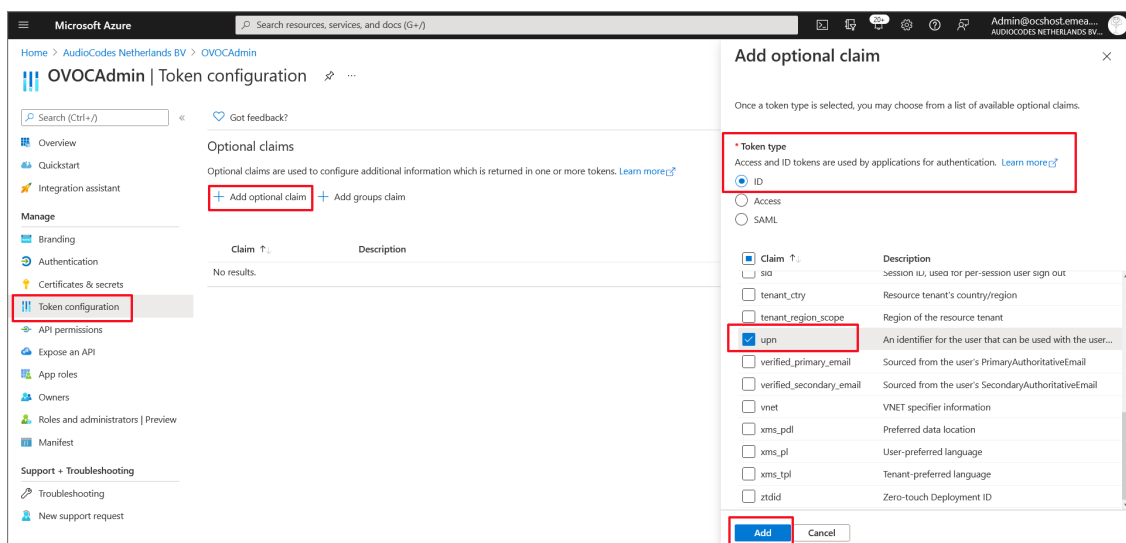 Microsoft Azure
Search resources, services, and docs (G+/)
20+
Admin@ocshost.emea....
AUDIOCODES NETHERLANDS BV...
Home > AudioCodes Netherlands BV > OVOCAdmin
OVOCAdmin | Token configuration
Search (Ctrl+/)
Overview
Quickstart
Integration assistant
Manage
Branding
Authentication
Certificates & secrets
Token configuration
API permissions
Expose an API
App roles
Owners
Roles and administrators | Preview
Manifest
Support + Troubleshooting
Troubleshooting
New support request
Got feedback?
Optional claims
Optional claims are used to configure additional information which is returned in one or more tokens. Learn more
+ Add optional claim + Add groups claim
Claim ↑↓ Description
No results.
Add optional claim
Once a token type is selected, you may choose from a list of available optional claims.
* Token type
Access and ID tokens are used by applications for authentication. Learn more
ID
Access
SAML
Claim ↑↓ Description
sid Session ID, used for per-session user sign out
tenant_ctry Resource tenant's country/region
tenant_region_scope Region of the resource tenant
upn An identifier for the user that can be used with the user...
verified_primary_email Sourced from the user's PrimaryAuthoritativeEmail
verified_secondary_email Sourced from the user's SecondaryAuthoritativeEmail
vnet VNET specifier information
xms_pdl Preferred data location
xms_pl User-preferred language
xms_tpl Tenant-preferred language
ztdid Zero-touch Deployment ID
Add Cancel